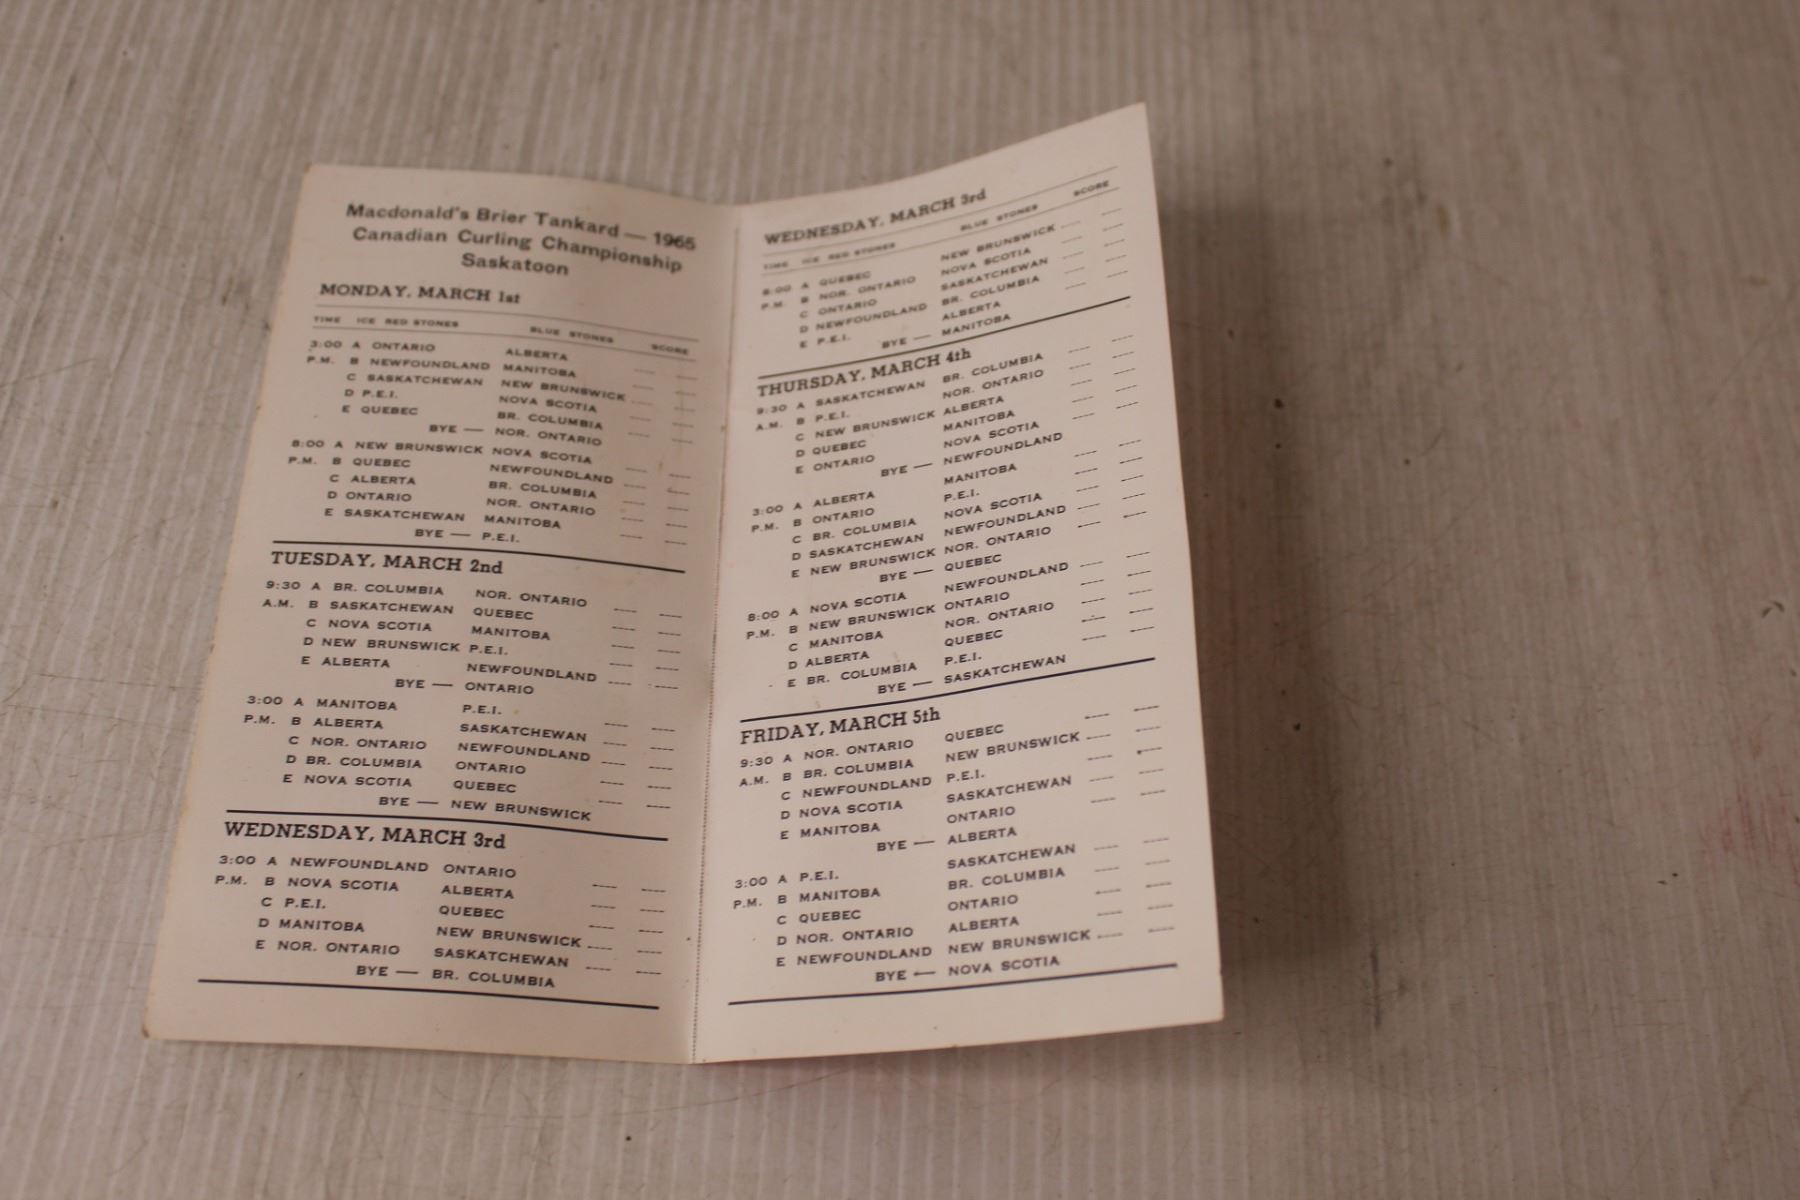 Macdonald's Brier Tankard — 1965
Canadian Curling Championship
Saskatoon
MONDAY, MARCH 1st
TIME ICE RED STONES BLUE STONES SCORE
3:00 A ONTARIO ALBERTA
P.M. B NEWFOUNDLAND MANITOBA
C SASKATCHEWAN NEW BRUNSWICK
D P.E.I. NOVA SCOTIA
E QUEBEC BR. COLUMBIA
BYE — NOR. ONTARIO
8:00 A NEW BRUNSWICK NOVA SCOTIA
P.M. B QUEBEC NEWFOUNDLAND
C ALBERTA BR. COLUMBIA
D ONTARIO NOR. ONTARIO
E SASKATCHEWAN MANITOBA
BYE — P.E.I.
TUESDAY, MARCH 2nd
9:30 A BR. COLUMBIA NOR. ONTARIO
A.M. B SASKATCHEWAN QUEBEC
C NOVA SCOTIA MANITOBA
D NEW BRUNSWICK P.E.I.
E ALBERTA NEWFOUNDLAND
BYE — ONTARIO
3:00 A MANITOBA P.E.I.
P.M. B ALBERTA SASKATCHEWAN
C NOR. ONTARIO NEWFOUNDLAND
D BR. COLUMBIA ONTARIO
E NOVA SCOTIA QUEBEC
BYE — NEW BRUNSWICK
WEDNESDAY, MARCH 3rd
3:00 A NEWFOUNDLAND ONTARIO
P.M. B NOVA SCOTIA ALBERTA
C P.E.I. QUEBEC
D MANITOBA NEW BRUNSWICK
E NOR. ONTARIO SASKATCHEWAN
BYE — BR. COLUMBIA
WEDNESDAY, MARCH 3rd
TIME ICE RED STONES BLUE STONES SCORE
8:00 A QUEBEC NEW BRUNSWICK
P.M. B NOR. ONTARIO NOVA SCOTIA
C ONTARIO SASKATCHEWAN
D NEWFOUNDLAND BR. COLUMBIA
E P.E.I. ALBERTA
BYE — MANITOBA
THURSDAY, MARCH 4th
9:30 A SASKATCHEWAN BR. COLUMBIA
A.M. B P.E.I. NOR. ONTARIO
C NEW BRUNSWICK ALBERTA
D QUEBEC MANITOBA
E ONTARIO NOVA SCOTIA
BYE — NEWFOUNDLAND
3:00 A ALBERTA MANITOBA
P.M. B ONTARIO P.E.I.
C BR. COLUMBIA NOVA SCOTIA
D SASKATCHEWAN NEWFOUNDLAND
E NEW BRUNSWICK NOR. ONTARIO
BYE — QUEBEC
8:00 A NOVA SCOTIA NEWFOUNDLAND
P.M. B NEW BRUNSWICK ONTARIO
C MANITOBA NOR. ONTARIO
D ALBERTA QUEBEC
E BR. COLUMBIA P.E.I.
BYE — SASKATCHEWAN
FRIDAY, MARCH 5th
9:30 A NOR. ONTARIO QUEBEC
A.M. B BR. COLUMBIA NEW BRUNSWICK
C NEWFOUNDLAND P.E.I.
D NOVA SCOTIA SASKATCHEWAN
E MANITOBA ONTARIO
BYE — ALBERTA
3:00 A P.E.I. SASKATCHEWAN
P.M. B MANITOBA BR. COLUMBIA
C QUEBEC ONTARIO
D NOR. ONTARIO ALBERTA
E NEWFOUNDLAND NEW BRUNSWICK
BYE — NOVA SCOTIA